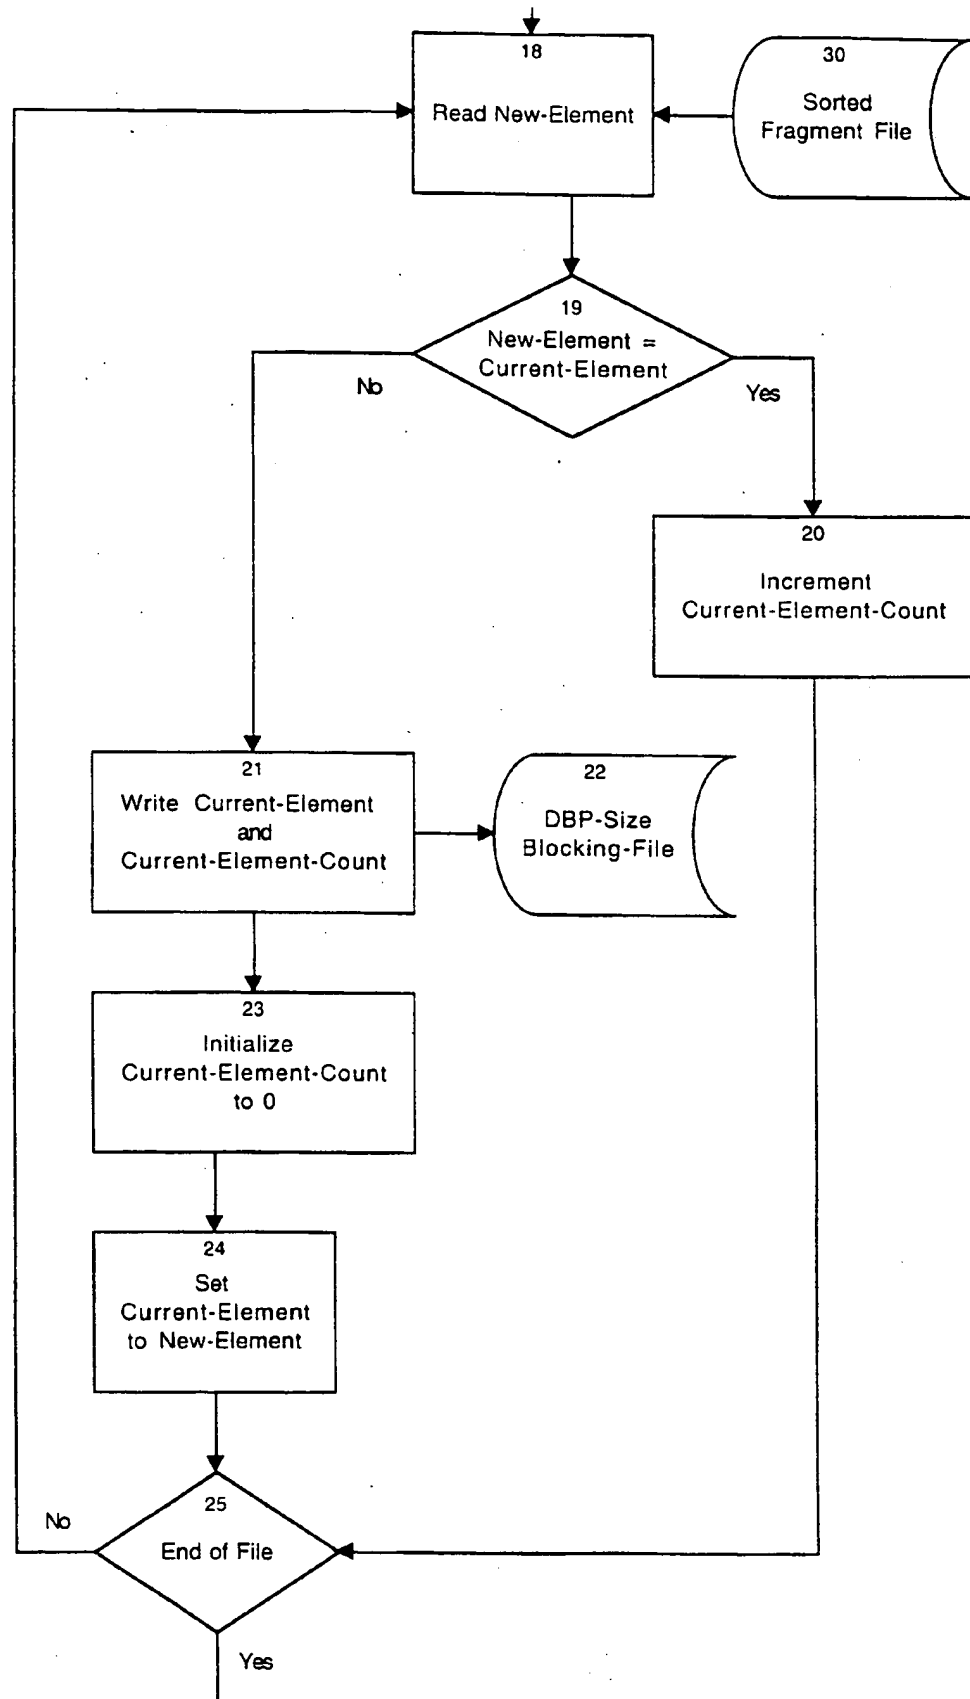 18
Read New-Element
30
Sorted
Fragment File
19
New-Element =
Current-Element
No
Yes
20
Increment
Current-Element-Count
21
Write Current-Element
and
Current-Element-Count
22
DBP-Size
Blocking-File
23
Initialize
Current-Element-Count
to 0
24
Set
Current-Element
to New-Element
25
End of File
No
Yes